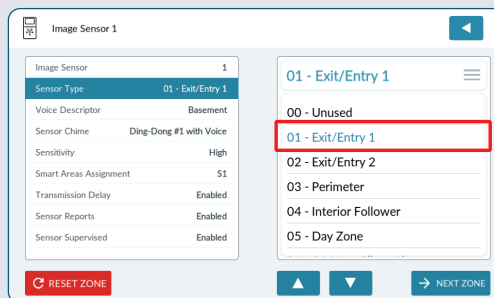 Image Sensor 1
Image Sensor 1
Sensor Type 01 - Exit/Entry 1
Voice Descriptor Basement
Sensor Chime Ding-Dong #1 with Voice
Sensitivity High
Smart Areas Assignment S1
Transmission Delay Enabled
Sensor Reports Enabled
Sensor Supervised Enabled
RESET ZONE
01 - Exit/Entry 1
00 - Unused
01 - Exit/Entry 1
02 - Exit/Entry 2
03 - Perimeter
04 - Interior Follower
05 - Day Zone
NEXT ZONE